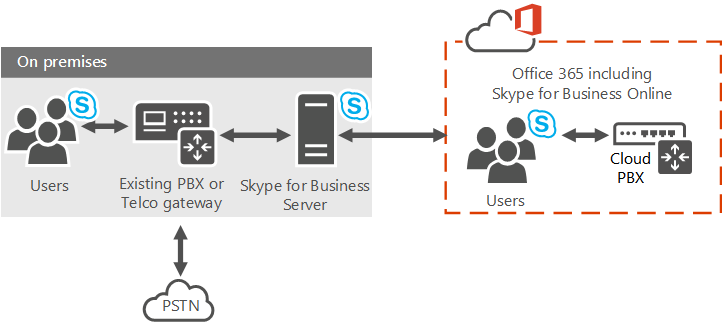 On premises
Users
Existing PBX or
Telco gateway
Skype for Business
Server
PSTN
Office 365 including
Skype for Business Online
Users
Cloud
PBX